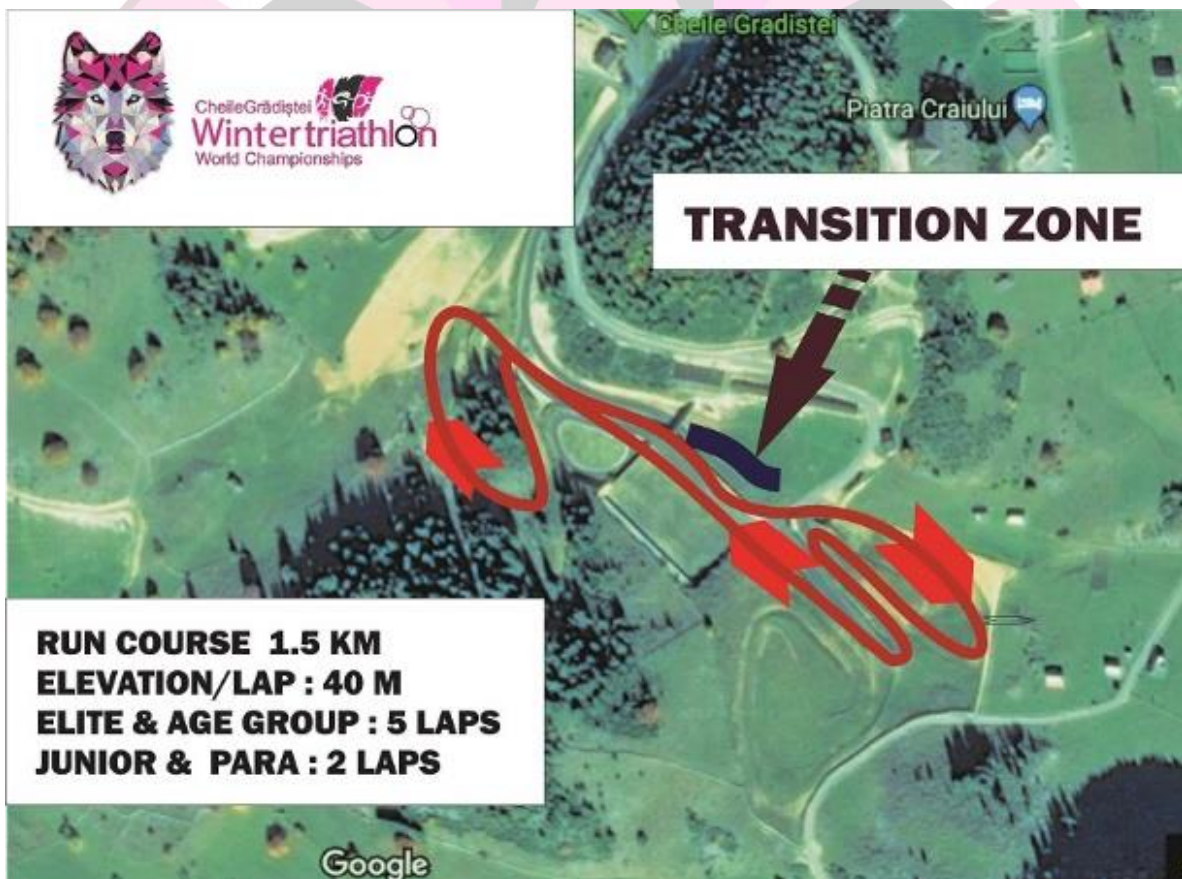 Cheile Gradistei
CheileGrădiștei
Wintertriathlon
World Championships
Piatra Craiului
TRANSITION ZONE
RUN COURSE 1.5 KM
ELEVATION/LAP : 40 M
ELITE & AGE GROUP : 5 LAPS
JUNIOR & PARA : 2 LAPS
Google